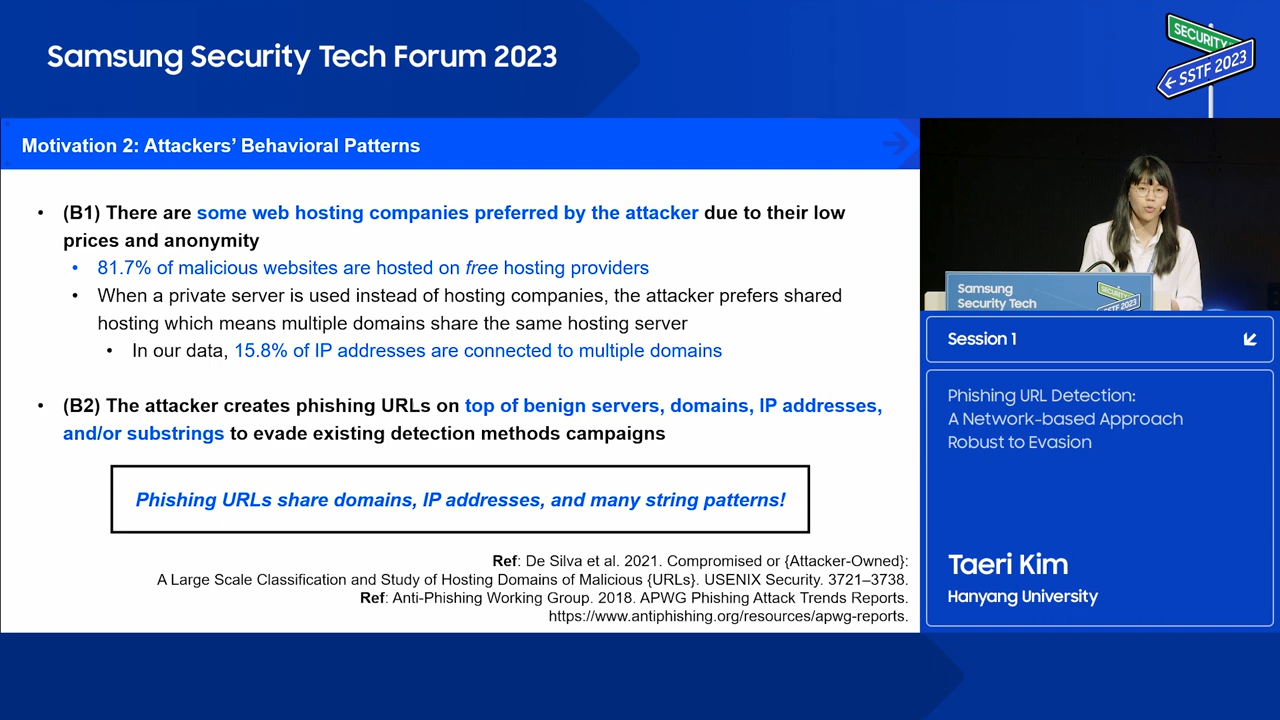 Samsung Security Tech Forum 2023
SECURITY
← SSTF 2023
Motivation 2: Attackers’ Behavioral Patterns
• (B1) There are some web hosting companies preferred by the attacker due to their low
prices and anonymity
• 81.7% of malicious websites are hosted on free hosting providers
• When a private server is used instead of hosting companies, the attacker prefers shared
hosting which means multiple domains share the same hosting server
• In our data, 15.8% of IP addresses are connected to multiple domains
• (B2) The attacker creates phishing URLs on top of benign servers, domains, IP addresses,
and/or substrings to evade existing detection methods campaigns
Phishing URLs share domains, IP addresses, and many string patterns!
Ref: De Silva et al. 2021. Compromised or {Attacker-Owned}:
A Large Scale Classification and Study of Hosting Domains of Malicious {URLs}. USENIX Security. 3721–3738.
Ref: Anti-Phishing Working Group. 2018. APWG Phishing Attack Trends Reports.
https://www.antiphishing.org/resources/apwg-reports.
Samsung
Security Tech
SECURITY
SSTF 2023
Session 1
Phishing URL Detection:
A Network-based Approach
Robust to Evasion
Taeri Kim
Hanyang University